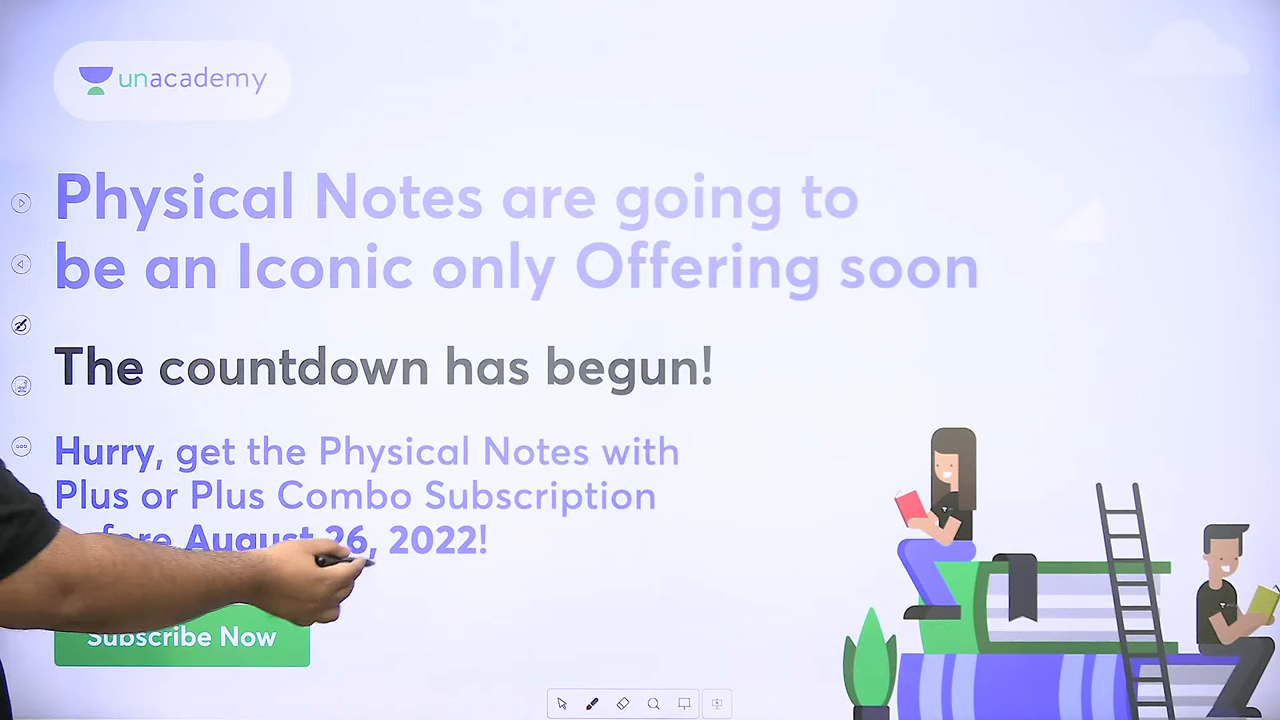 unacademy
Physical Notes are going to
be an Iconic only Offering soon
The countdown has begun!
Hurry, get the Physical Notes with
Plus or Plus Combo Subscription
before August 26, 2022!
Subscribe Now